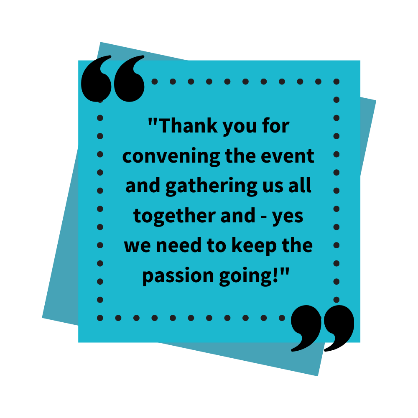 "Thank you for
convening the event
and gathering us all
together and - yes
we need to keep the
passion going!"